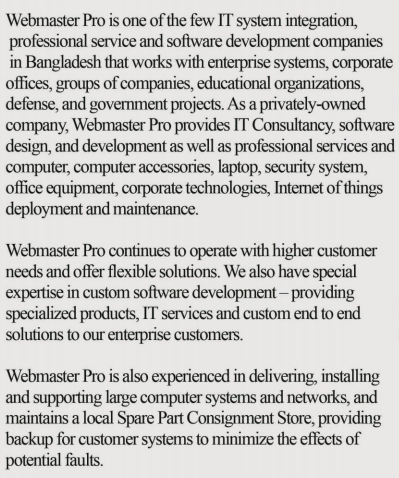 Webmaster Pro is one of the few IT system integration,
professional service and software development companies
in Bangladesh that works with enterprise systems, corporate
offices, groups of companies, educational organizations,
defense, and government projects. As a privately-owned
company, Webmaster Pro provides IT Consultancy, software
design, and development as well as professional services and
computer, computer accessories, laptop, security system,
office equipment, corporate technologies, Internet of things
deployment and maintenance.

Webmaster Pro continues to operate with higher customer
needs and offer flexible solutions. We also have special
expertise in custom software development – providing
specialized products, IT services and custom end to end
solutions to our enterprise customers.

Webmaster Pro is also experienced in delivering, installing
and supporting large computer systems and networks, and
maintains a local Spare Part Consignment Store, providing
backup for customer systems to minimize the effects of
potential faults.